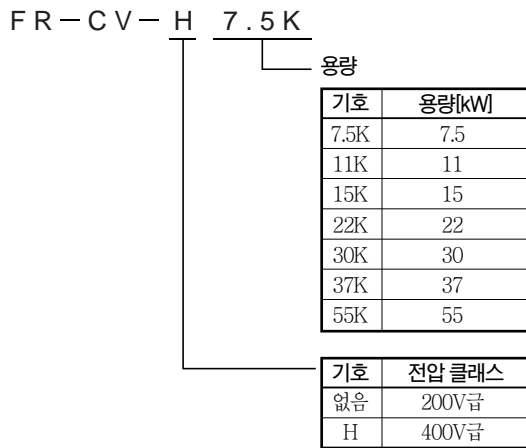 FR-CV-H 7.5K
용량
기호 용량[kW]
7.5K 7.5
11K 11
15K 15
22K 22
30K 30
37K 37
55K 55
기호 전압 클래스
없음 200V급
H 400V급